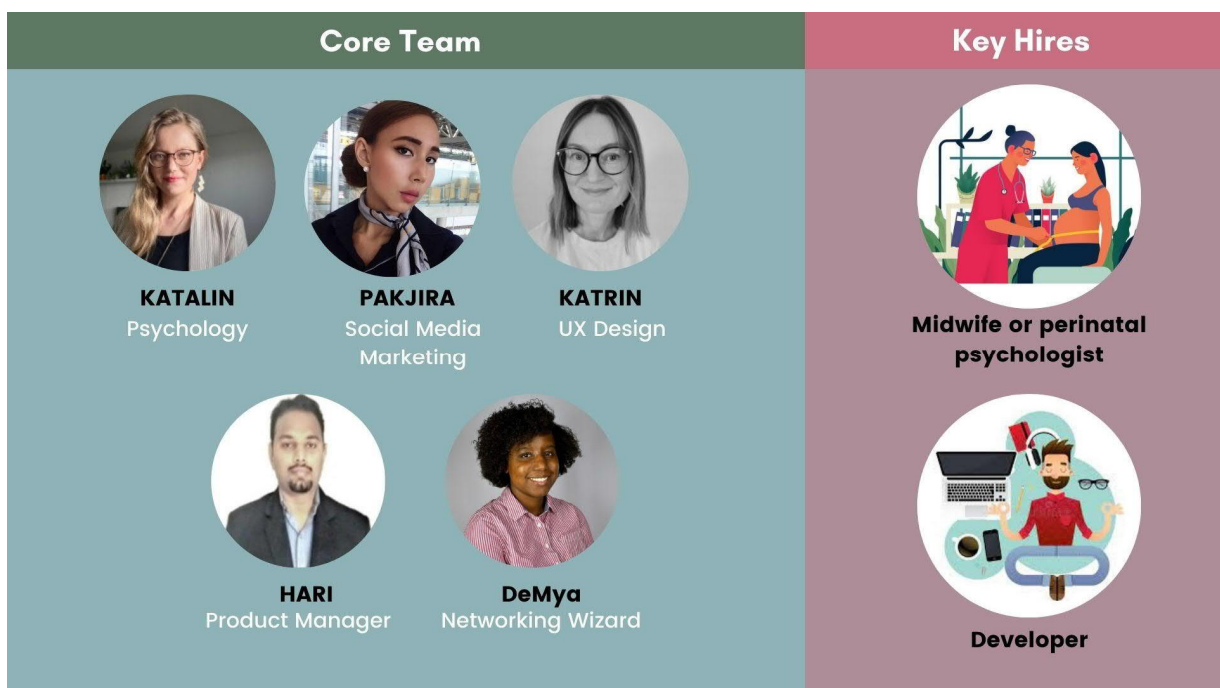 Core Team
Key Hires
KATALIN
Psychology
PAKJIRA
Social Media
Marketing
KATRIN
UX Design
HARI
Product Manager
DeMya
Networking Wizard
Midwife or perinatal
psychologist
Developer